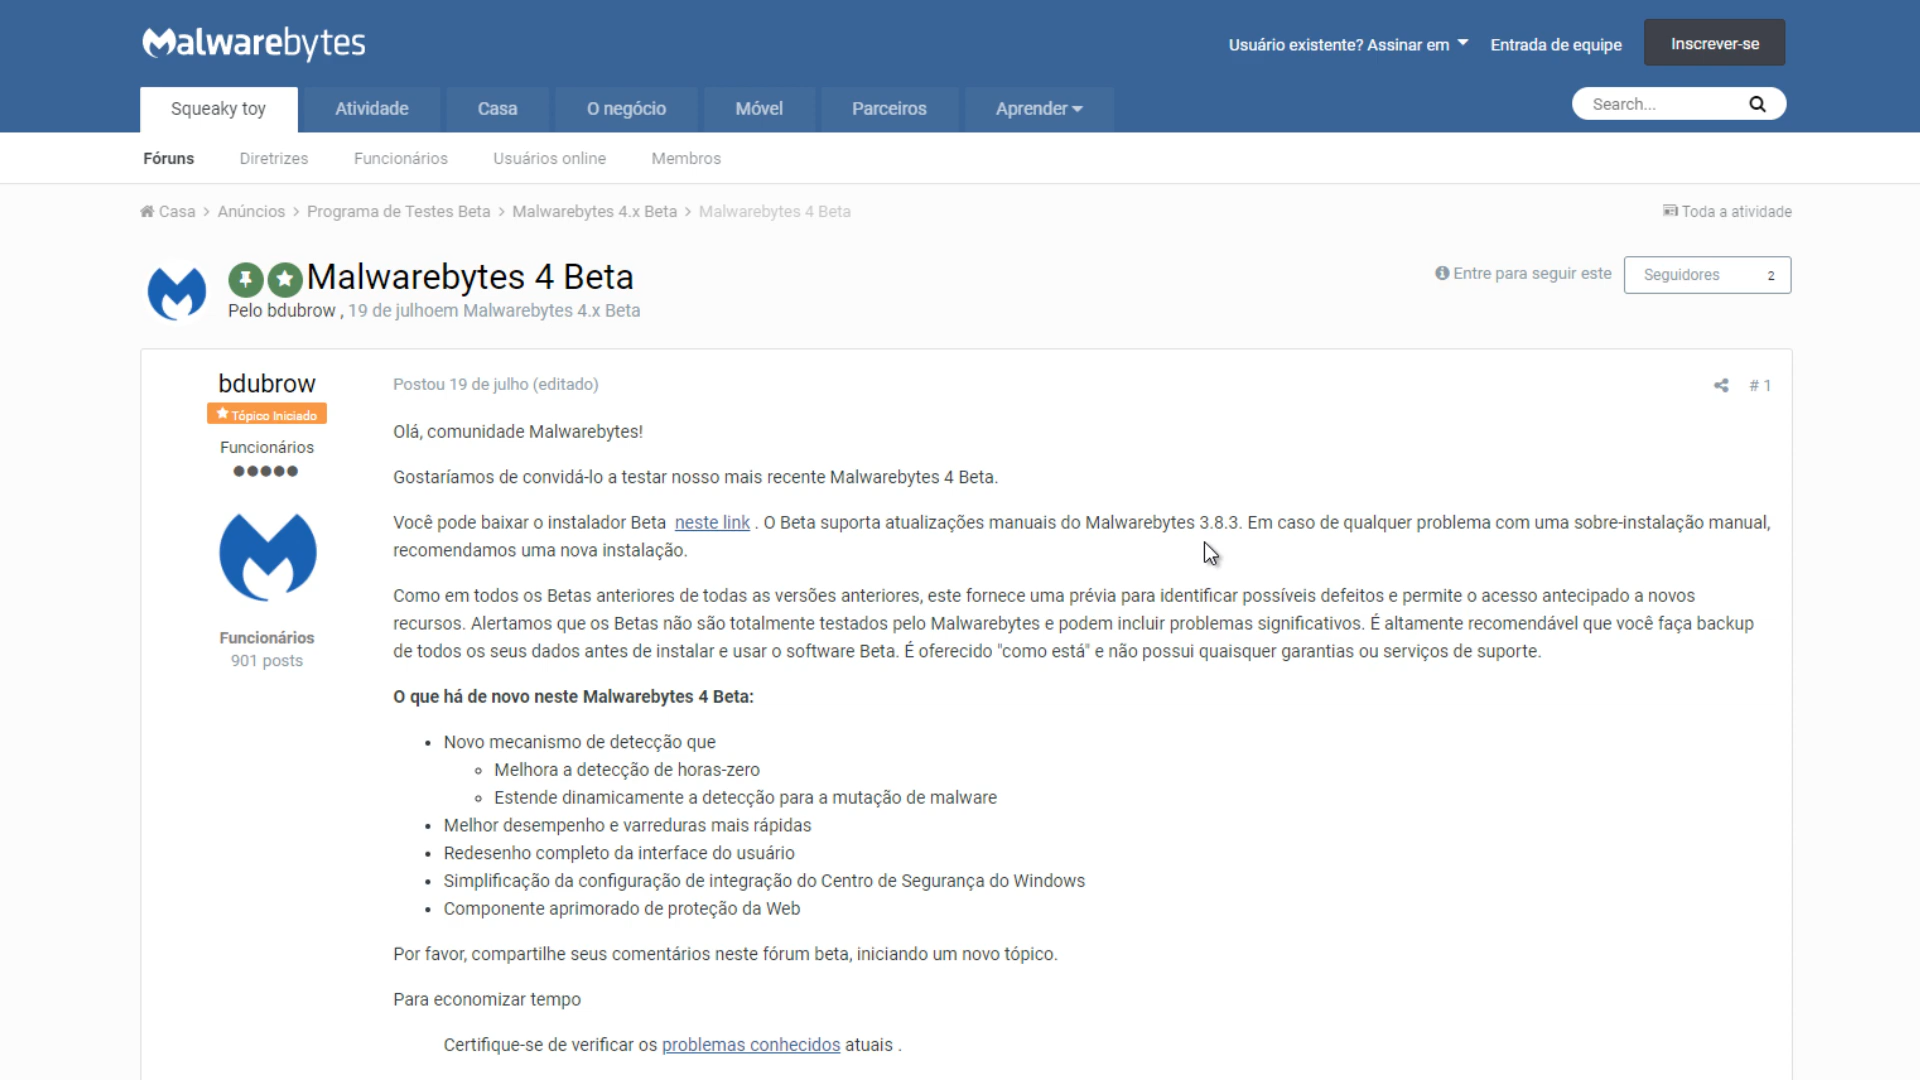 Malwarebytes
Usuário existente? Assinar em
Entrada de equipe
Inscrever-se
Squeaky toy
Atividade
Casa
O negócio
Móvel
Parceiros
Aprender
Search...
Fóruns
Diretrizes
Funcionários
Usuários online
Membros
Casa > Anúncios > Programa de Testes Beta > Malwarebytes 4.x Beta > Malwarebytes 4 Beta
Toda a atividade
Malwarebytes 4 Beta
Pelo bdubrow , 19 de julhoem Malwarebytes 4.x Beta
Entre para seguir este
Seguidores 2
bdubrow
Tópico Iniciado
Funcionários
Funcionários
901 posts
Postou 19 de julho (editado)
# 1
Olá, comunidade Malwarebytes!
Gostaríamos de convidá-lo a testar nosso mais recente Malwarebytes 4 Beta.
Você pode baixar o instalador Beta neste link . O Beta suporta atualizações manuais do Malwarebytes 3.8.3. Em caso de qualquer problema com uma sobre-instalação manual,
recomendamos uma nova instalação.
Como em todos os Betas anteriores de todas as versões anteriores, este fornece uma prévia para identificar possíveis defeitos e permite o acesso antecipado a novos
recursos. Alertamos que os Betas não são totalmente testados pelo Malwarebytes e podem incluir problemas significativos. É altamente recomendável que você faça backup
de todos os seus dados antes de instalar e usar o software Beta. É oferecido "como está" e não possui quaisquer garantias ou serviços de suporte.
O que há de novo neste Malwarebytes 4 Beta:
• Novo mecanismo de detecção que
◦ Melhora a detecção de horas-zero
◦ Estende dinamicamente a detecção para a mutação de malware
• Melhor desempenho e varreduras mais rápidas
• Redesenho completo da interface do usuário
• Simplificação da configuração de integração do Centro de Segurança do Windows
• Componente aprimorado de proteção da Web
Por favor, compartilhe seus comentários neste fórum beta, iniciando um novo tópico.
Para economizar tempo
Certifique-se de verificar os problemas conhecidos atuais .